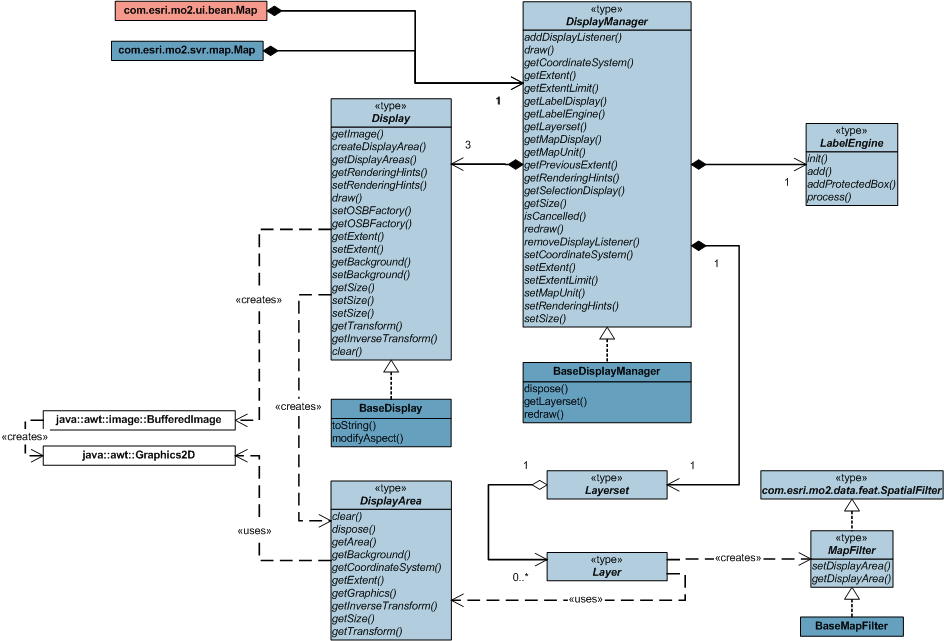 com.esri.mo2.ui.bean.Map
com.esri.mo2.svr.map.Map
1
«type»
DisplayManager
addDisplayListener()
draw()
getCoordinateSystem()
getExtent()
getExtentLimit()
getLabelDisplay()
getLabelEngine()
getLayerset()
getMapDisplay()
getMapUnit()
getPreviousExtent()
getRenderingHints()
getSelectionDisplay()
getSize()
isCancelled()
redraw()
removeDisplayListener()
setCoordinateSystem()
setExtent()
setExtentLimit()
setMapUnit()
setRenderingHints()
setSize()
«type»
Display
getImage()
createDisplayArea()
getDisplayAreas()
getRenderingHints()
setRenderingHints()
draw()
setOSBFactory()
getOSBFactory()
getExtent()
setExtent()
getBackground()
setBackground()
getSize()
setSize()
setSize()
getTransform()
getInverseTransform()
clear()
3
«type»
LabelEngine
init()
add()
addProtectedBox()
process()
1
1
«creates»
BaseDisplayManager
dispose()
getLayerset()
redraw()
BaseDisplay
toString()
modifyAspect()
«creates»
java::awt::image::BufferedImage
«creates»
java::awt::Graphics2D
«uses»
«type»
DisplayArea
clear()
dispose()
getArea()
getBackground()
getCoordinateSystem()
getExtent()
getGraphics()
getInverseTransform()
getSize()
getTransform()
1
«type»
Layerset
1
«type»
com.esri.mo2.data.feat.SpatialFilter
0..*
«type»
Layer
«creates»
«uses»
«type»
MapFilter
setDisplayArea()
getDisplayArea()
BaseMapFilter